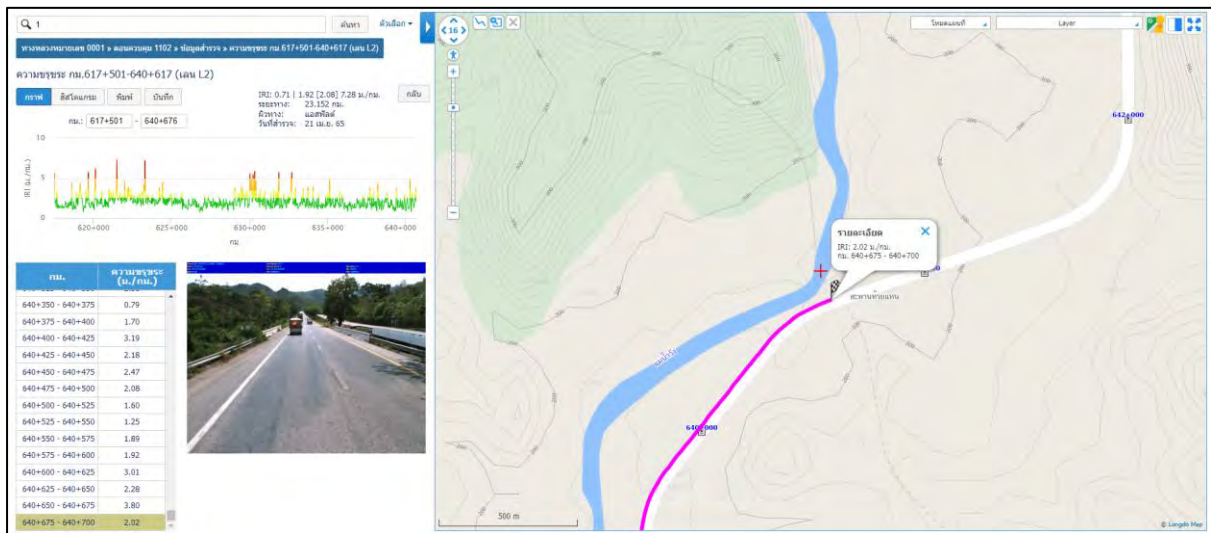 1
ค้นหา
ตัวเลือก
ทางหลวงหมายเลข 0001 » ตอนควบคุม 1102 » ข้อมูลสำรวจ » ความขรุขระ กม.617+501-640+617 (เลน L2)
ความขรุขระ กม.617+501-640+617 (เลน L2)
กราฟ
ฮิสโตแกรม
พิมพ์
บันทึก
IRI: 0.71 | 1.92 [2.08] 7.28 ม./กม.
ระยะทาง: 23.152 กม.
ผิวทาง: แอสฟัลต์
วันที่สำรวจ: 21 เม.ย. 65
กลับ
กม.: 617+501 - 640+676
10
5
0
IRI (ม./กม.)
620+000 625+000 630+000 635+000 640+000
กม.
กม. ความขรุขระ (ม./กม.)
640+350 - 640+375 0.79
640+375 - 640+400 1.70
640+400 - 640+425 3.19
640+425 - 640+450 2.18
640+450 - 640+475 2.47
640+475 - 640+500 2.08
640+500 - 640+525 1.60
640+525 - 640+550 1.25
640+550 - 640+575 1.89
640+575 - 640+600 1.92
640+600 - 640+625 3.01
640+625 - 640+650 2.28
640+650 - 640+675 3.80
640+675 - 640+700 2.02
16
โหมดแผนที่
Layer
642+000
รายละเอียด
IRI: 2.02 ม./กม.
กม. 640+675 - 640+700
แม่น้ำวัง
640+000
500 m
© Longdo Map